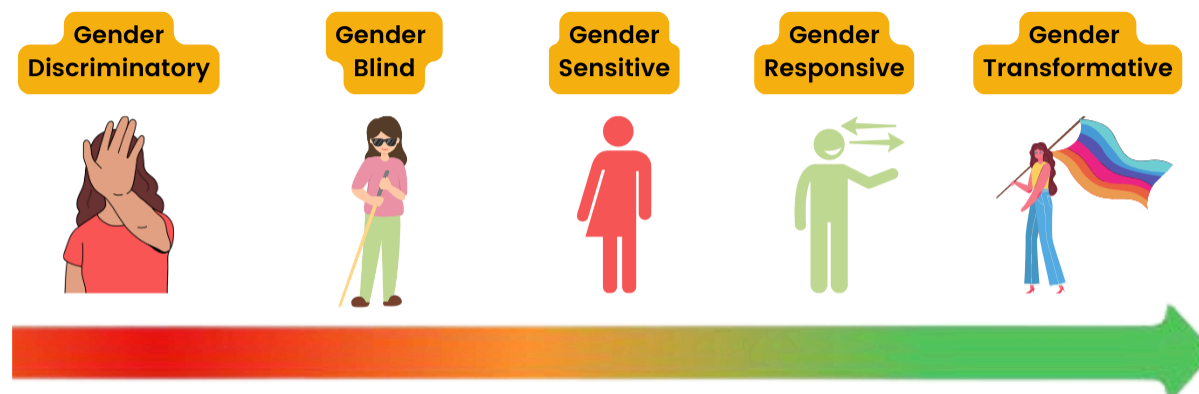 Gender
Discriminatory
Gender
Blind
Gender
Sensitive
Gender
Responsive
Gender
Transformative